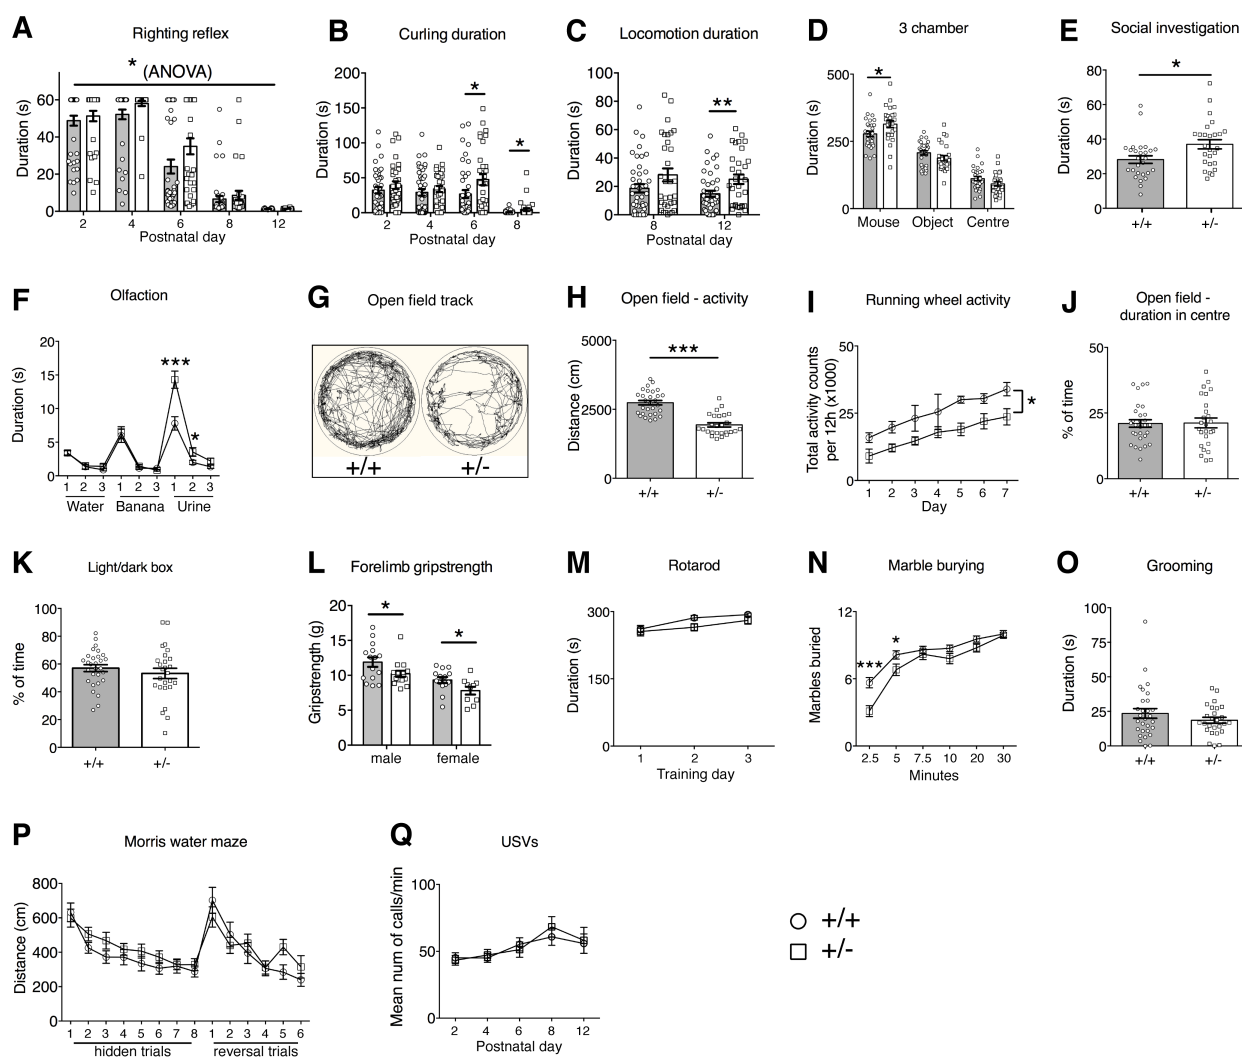 A
Righting reflex
* (ANOVA)
Duration (s)
60
40
20
0
2 4 6 8 12
Postnatal day
B
Curling duration
Duration (s)
200
150
100
50
0
*
*
2 4 6 8
Postnatal day
C
Locomotion duration
Duration (s)
100
80
60
40
20
0
**
8 12
Postnatal day
D
3 chamber
Duration (s)
500
250
0
*
Mouse Object Centre
E
Social investigation
Duration (s)
80
60
40
20
0
*
+/+ +/-
F
Olfaction
Duration (s)
20
15
10
5
0
***
*
1 2 3 1 2 3 1 2 3
Water Banana Urine
G
Open field track
+/+ +/-
H
Open field - activity
Distance (cm)
5000
2500
0
***
+/+ +/-
I
Running wheel activity
Total activity counts
per 12h (x1000)
50
25
0
*
1 2 3 4 5 6 7
Day
J
Open field -
duration in centre
% of time
50
25
0
+/+ +/-
K
Light/dark box
% of time
100
80
60
40
20
0
+/+ +/-
L
Forelimb gripstrength
Gripstrength (g)
20
15
10
5
0
*
*
male female
M
Rotarod
Duration (s)
300
150
0
1 2 3
Training day
N
Marble burying
Marbles buried
12
6
0
***
*
2.5 5 7.5 10 20 30
Minutes
O
Grooming
Duration (s)
100
75
50
25
0
+/+ +/-
P
Morris water maze
Distance (cm)
800
600
400
200
0
1 2 3 4 5 6 7 8 1 2 3 4 5 6
hidden trials reversal trials
Q
USVs
Mean num of calls/min
100
50
0
2 4 6 8 12
Postnatal day
+/+
+/-